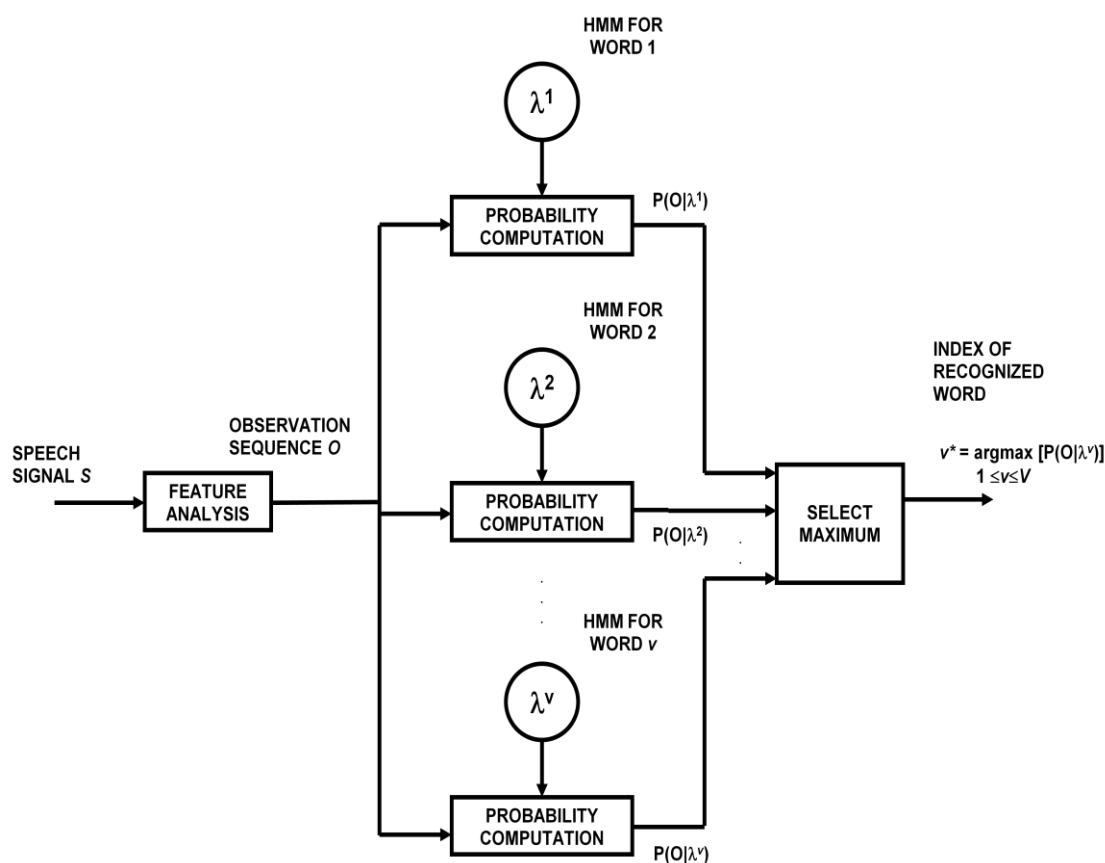 HMM FOR
WORD 1
λ¹
P(O|λ¹)
PROBABILITY
COMPUTATION
HMM FOR
WORD 2
λ²
INDEX OF
RECOGNIZED
WORD
OBSERVATION
SEQUENCE O
SPEECH
SIGNAL S
v* = argmax [P(O|λᵛ)]
1 ≤v≤V
FEATURE
ANALYSIS
PROBABILITY
COMPUTATION
SELECT
MAXIMUM
P(O|λ²)
HMM FOR
WORD v
λᵛ
PROBABILITY
COMPUTATION
P(O|λᵛ)